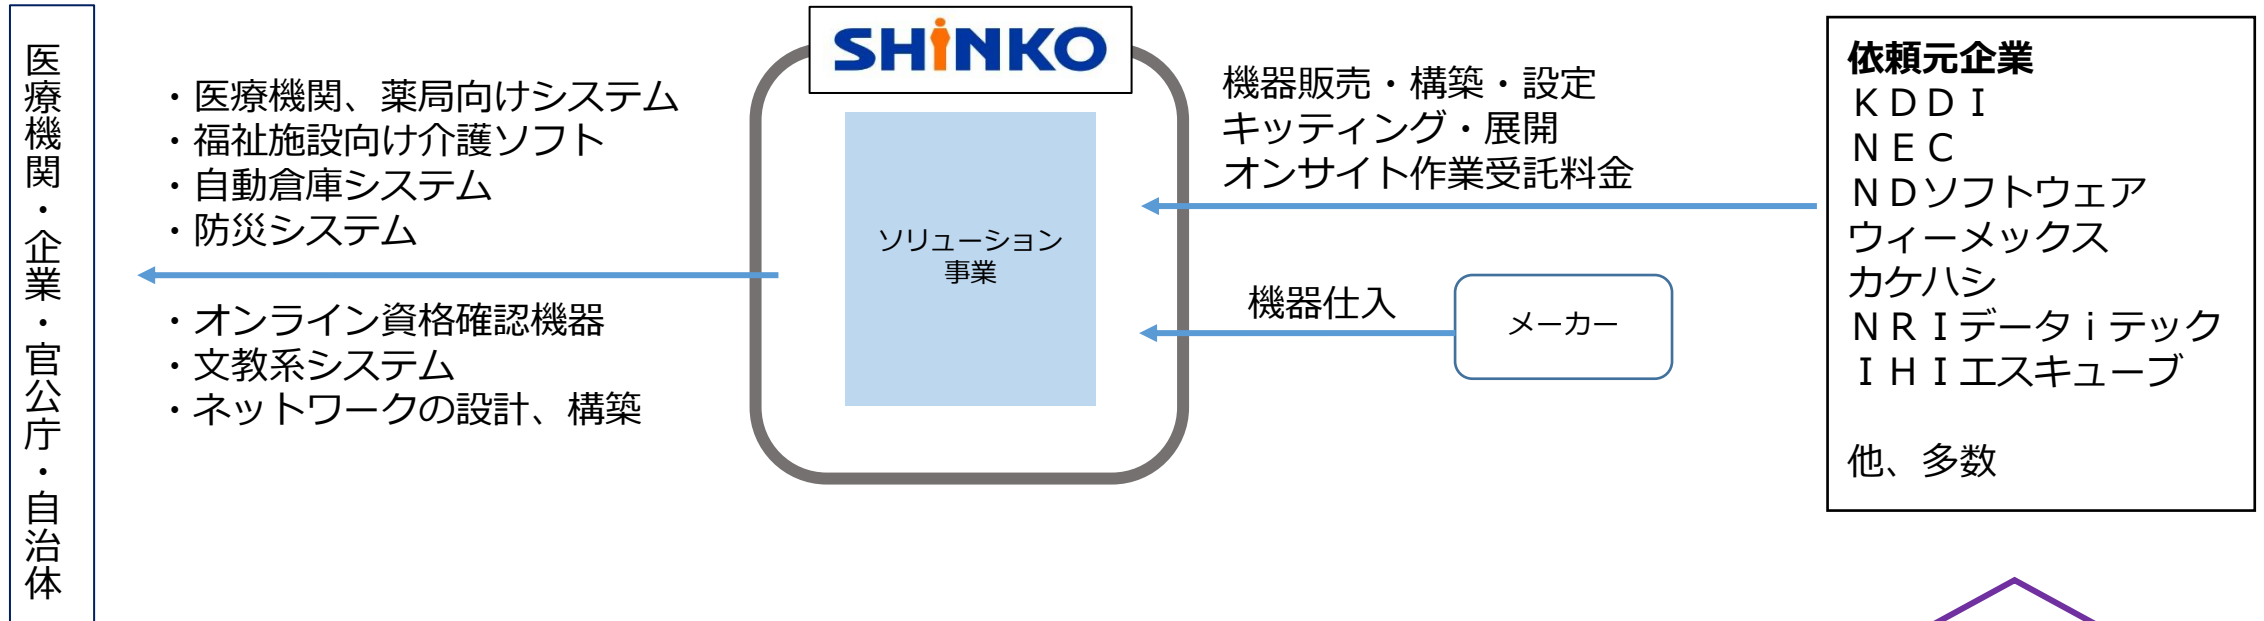 医療機関・企業・官公庁・自治体
・医療機関、薬局向けシステム
・福祉施設向け介護ソフト
・自動倉庫システム
・防災システム
・オンライン資格確認機器
・文教系システム
・ネットワークの設計、構築
SHiNKO
ソリューション
事業
機器販売・構築・設定
キッティング・展開
オンサイト作業受託料金
機器仕入
メーカー
依頼元企業
ＫＤＤＩ
ＮＥＣ
ＮＤソフトウェア
ウィーメックス
カケハシ
ＮＲＩデータｉテック
ＩＨＩエスキューブ
他、多数